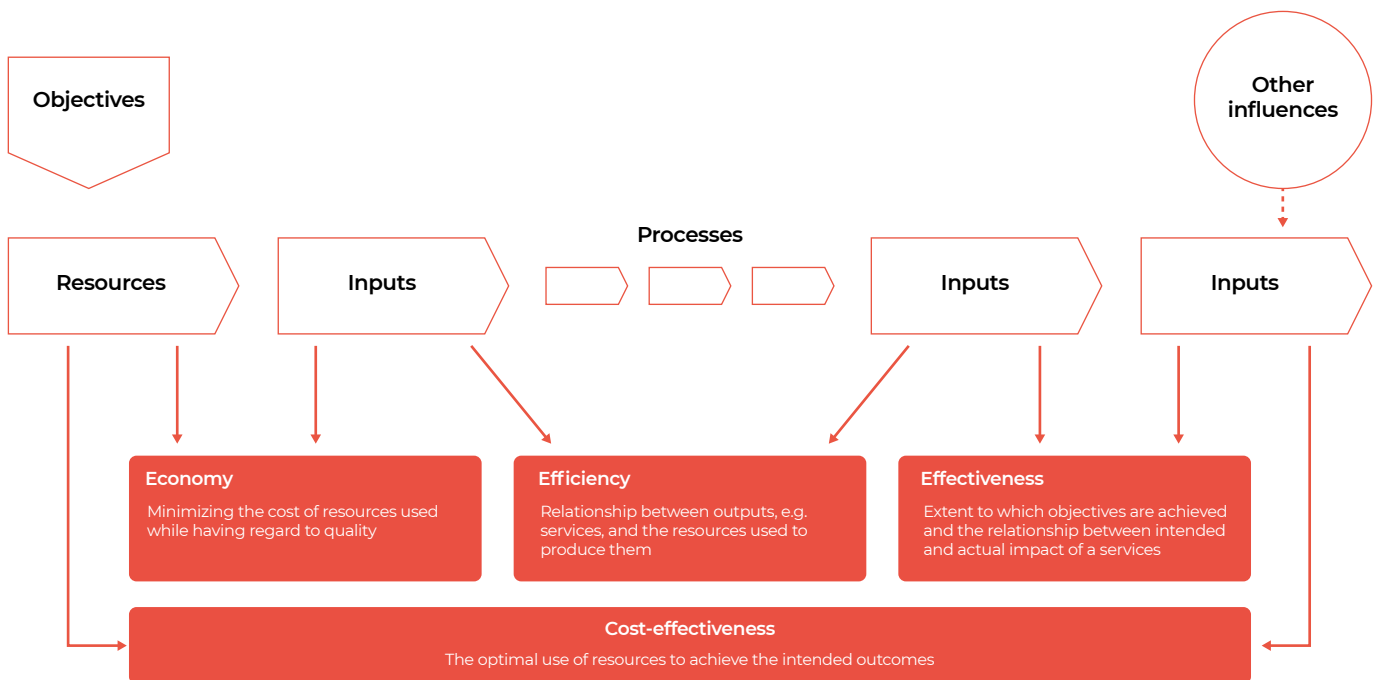 Objectives
Other
influences
Processes
Resources
Inputs
Inputs
Inputs
Economy
Minimizing the cost of resources used
while having regard to quality
Efficiency
Relationship between outputs, e.g.
services, and the resources used to
produce them
Effectiveness
Extent to which objectives are achieved
and the relationship between intended
and actual impact of a services
Cost-effectiveness
The optimal use of resources to achieve the intended outcomes